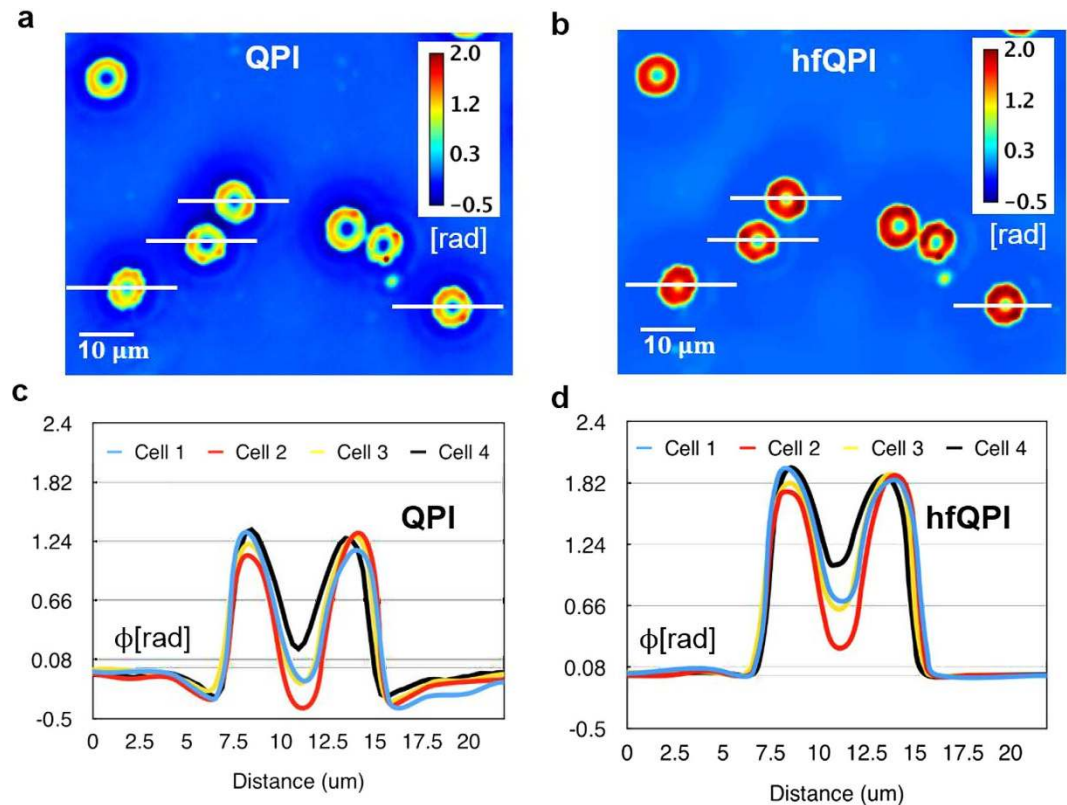 a
QPI
2.0
1.2
0.3
-0.5
[rad]
10 μm
b
hfQPI
2.0
1.2
0.3
-0.5
[rad]
10 μm
c
2.4
Cell 1 Cell 2 Cell 3 Cell 4
1.82
QPI
1.24
0.66
ϕ[rad]
0.08
-0.5
0 2.5 5 7.5 10 12.5 15 17.5 20
Distance (um)
d
2.4
Cell 1 Cell 2 Cell 3 Cell 4
1.82
hfQPI
1.24
0.66
ϕ[rad]
0.08
-0.5
0 2.5 5 7.5 10 12.5 15 17.5 20
Distance (um)